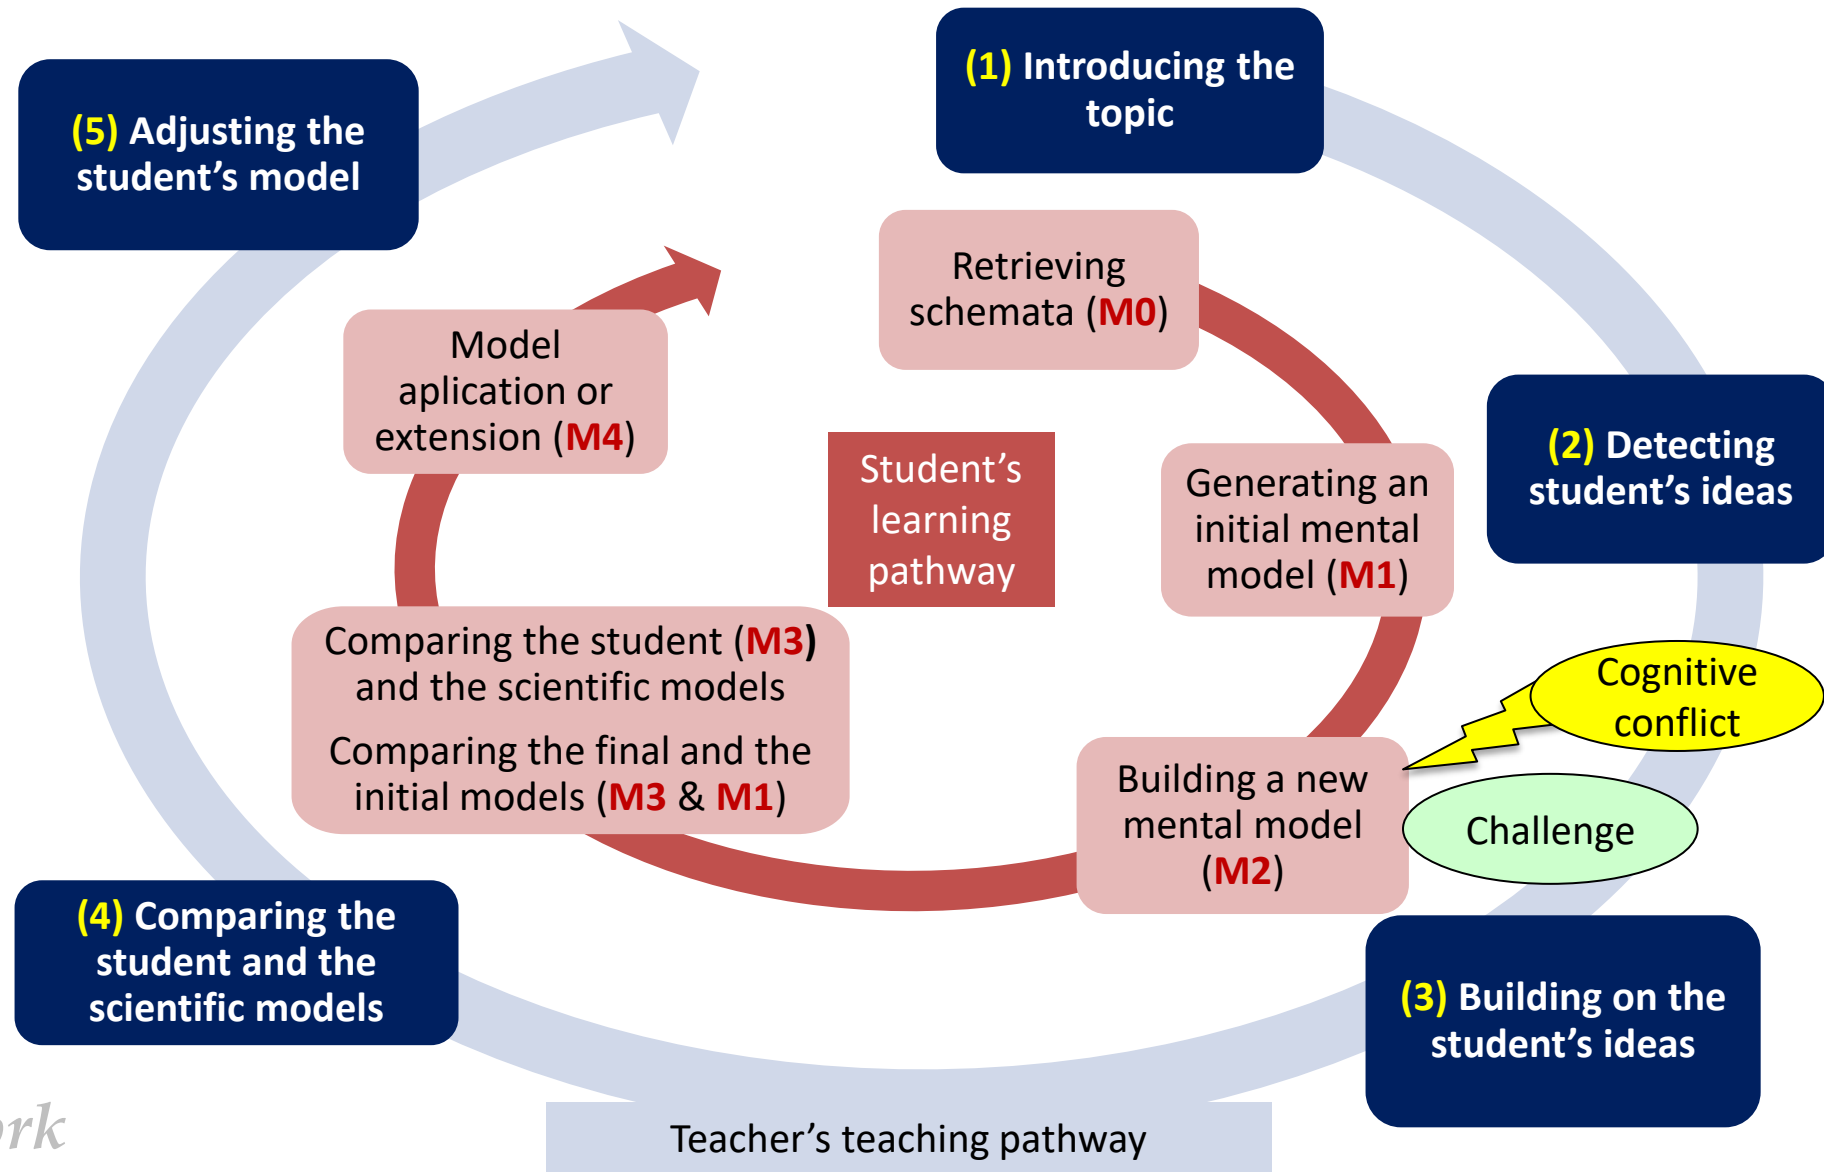 (1) Introducing the
topic
(5) Adjusting the
student's model
Retrieving
schemata (M0)
Model
aplication or
extension (M4)
(2) Detecting
student's ideas
Student's
learning
pathway
Generating an
initial mental
model (M1)
Comparing the student (M3)
and the scientific models
Comparing the final and the
initial models (M3 & M1)
Cognitive
conflict
Building a new
mental model
(M2)
Challenge
(4) Comparing the
student and the
scientific models
(3) Building on the
student's ideas
Teacher's teaching pathway